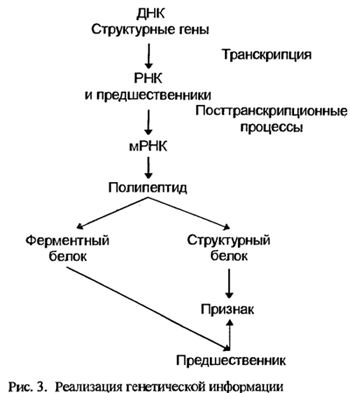 ДНК
Структурные гены
Транскрипция
РНК
и предшественники
Посттранскрипционные
процессы
мРНК
Полипептид
Ферментный
белок
Структурный
белок
Признак
Предшественник
Рис. 3. Реализация генетической информации